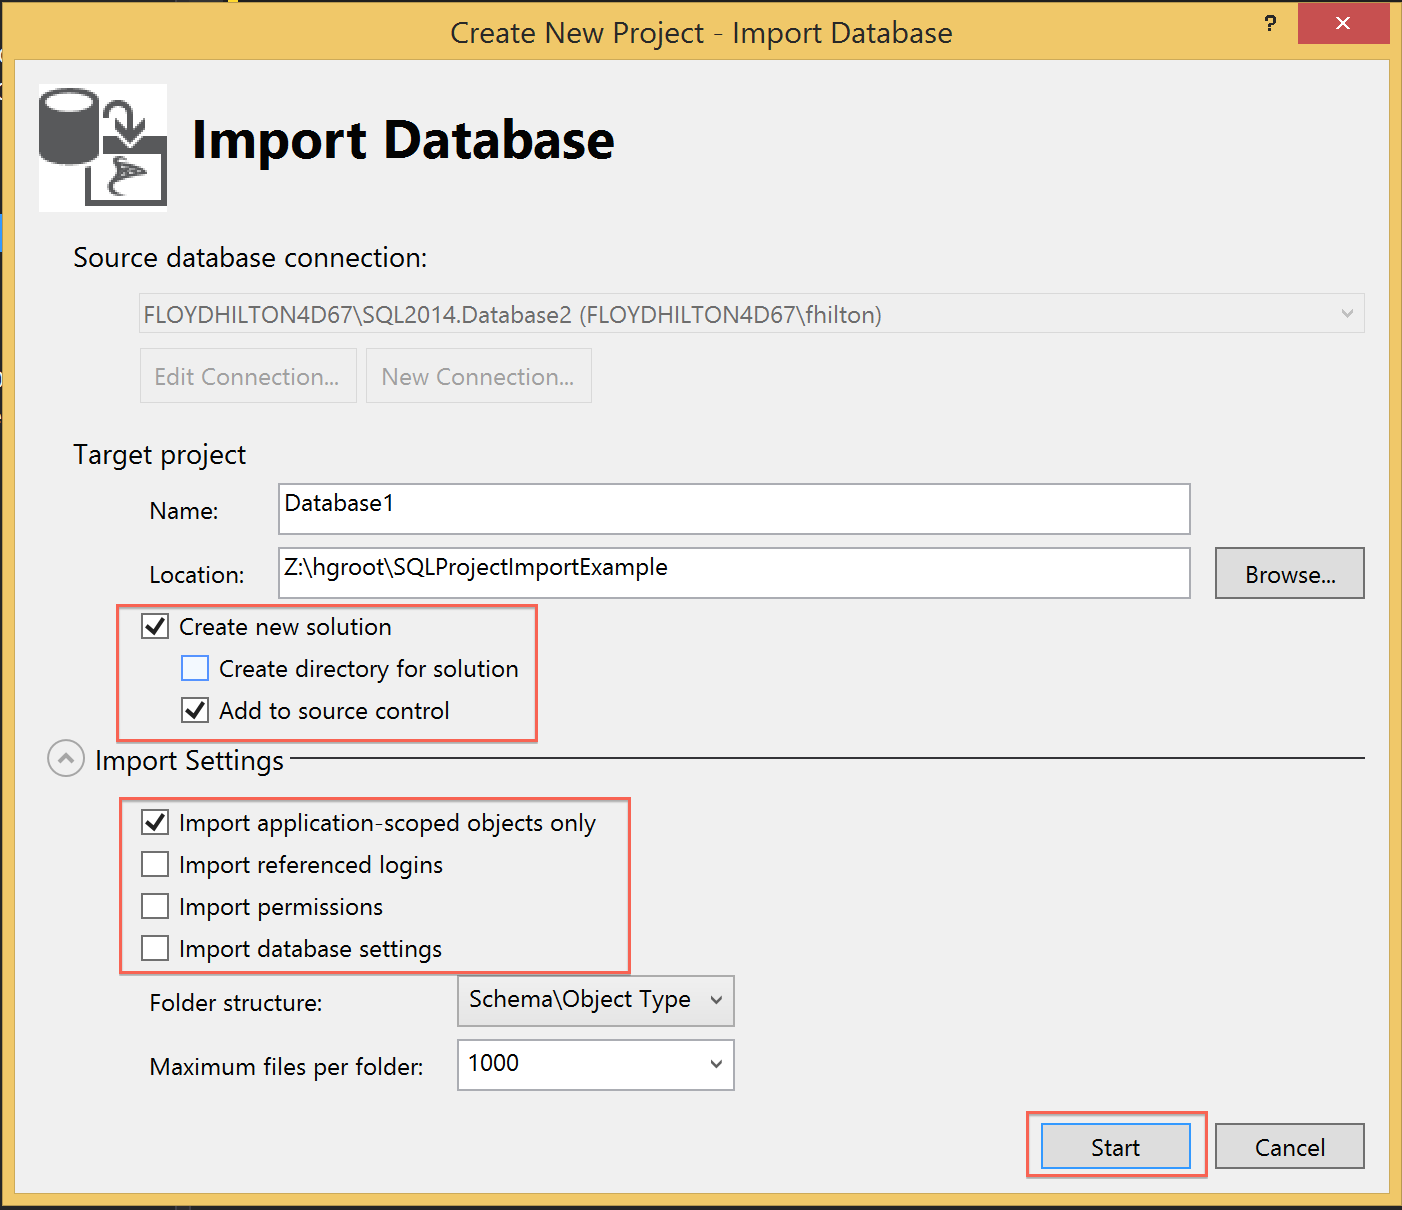 Create New Project - Import Database
?
Import Database
Source database connection:
FLOYDHILTON4D67\SQL2014.Database2 (FLOYDHILTON4D67\fhilton)
Edit Connection... New Connection...
Target project
Name: Database1
Location: Z:\hgroot\SQLProjectImportExample Browse...
Create new solution
Create directory for solution
Add to source control
Import Settings
Import application-scoped objects only
Import referenced logins
Import permissions
Import database settings
Folder structure: Schema\Object Type
Maximum files per folder: 1000
Start Cancel